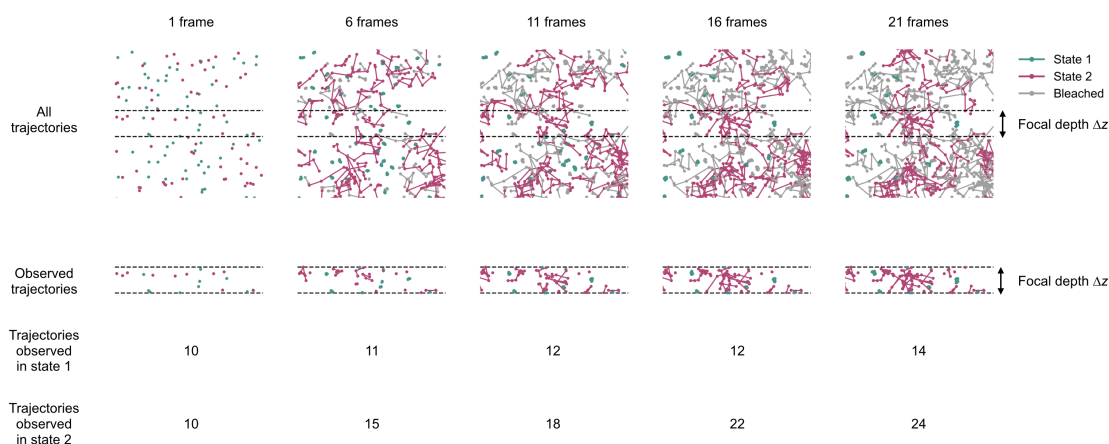 1 frame
6 frames
11 frames
16 frames
21 frames
All
trajectories
State 1
State 2
Bleached
Focal depth Δz
Observed
trajectories
Focal depth Δz
Trajectories
observed
in state 1
10
11
12
12
14
Trajectories
observed
in state 2
10
15
18
22
24